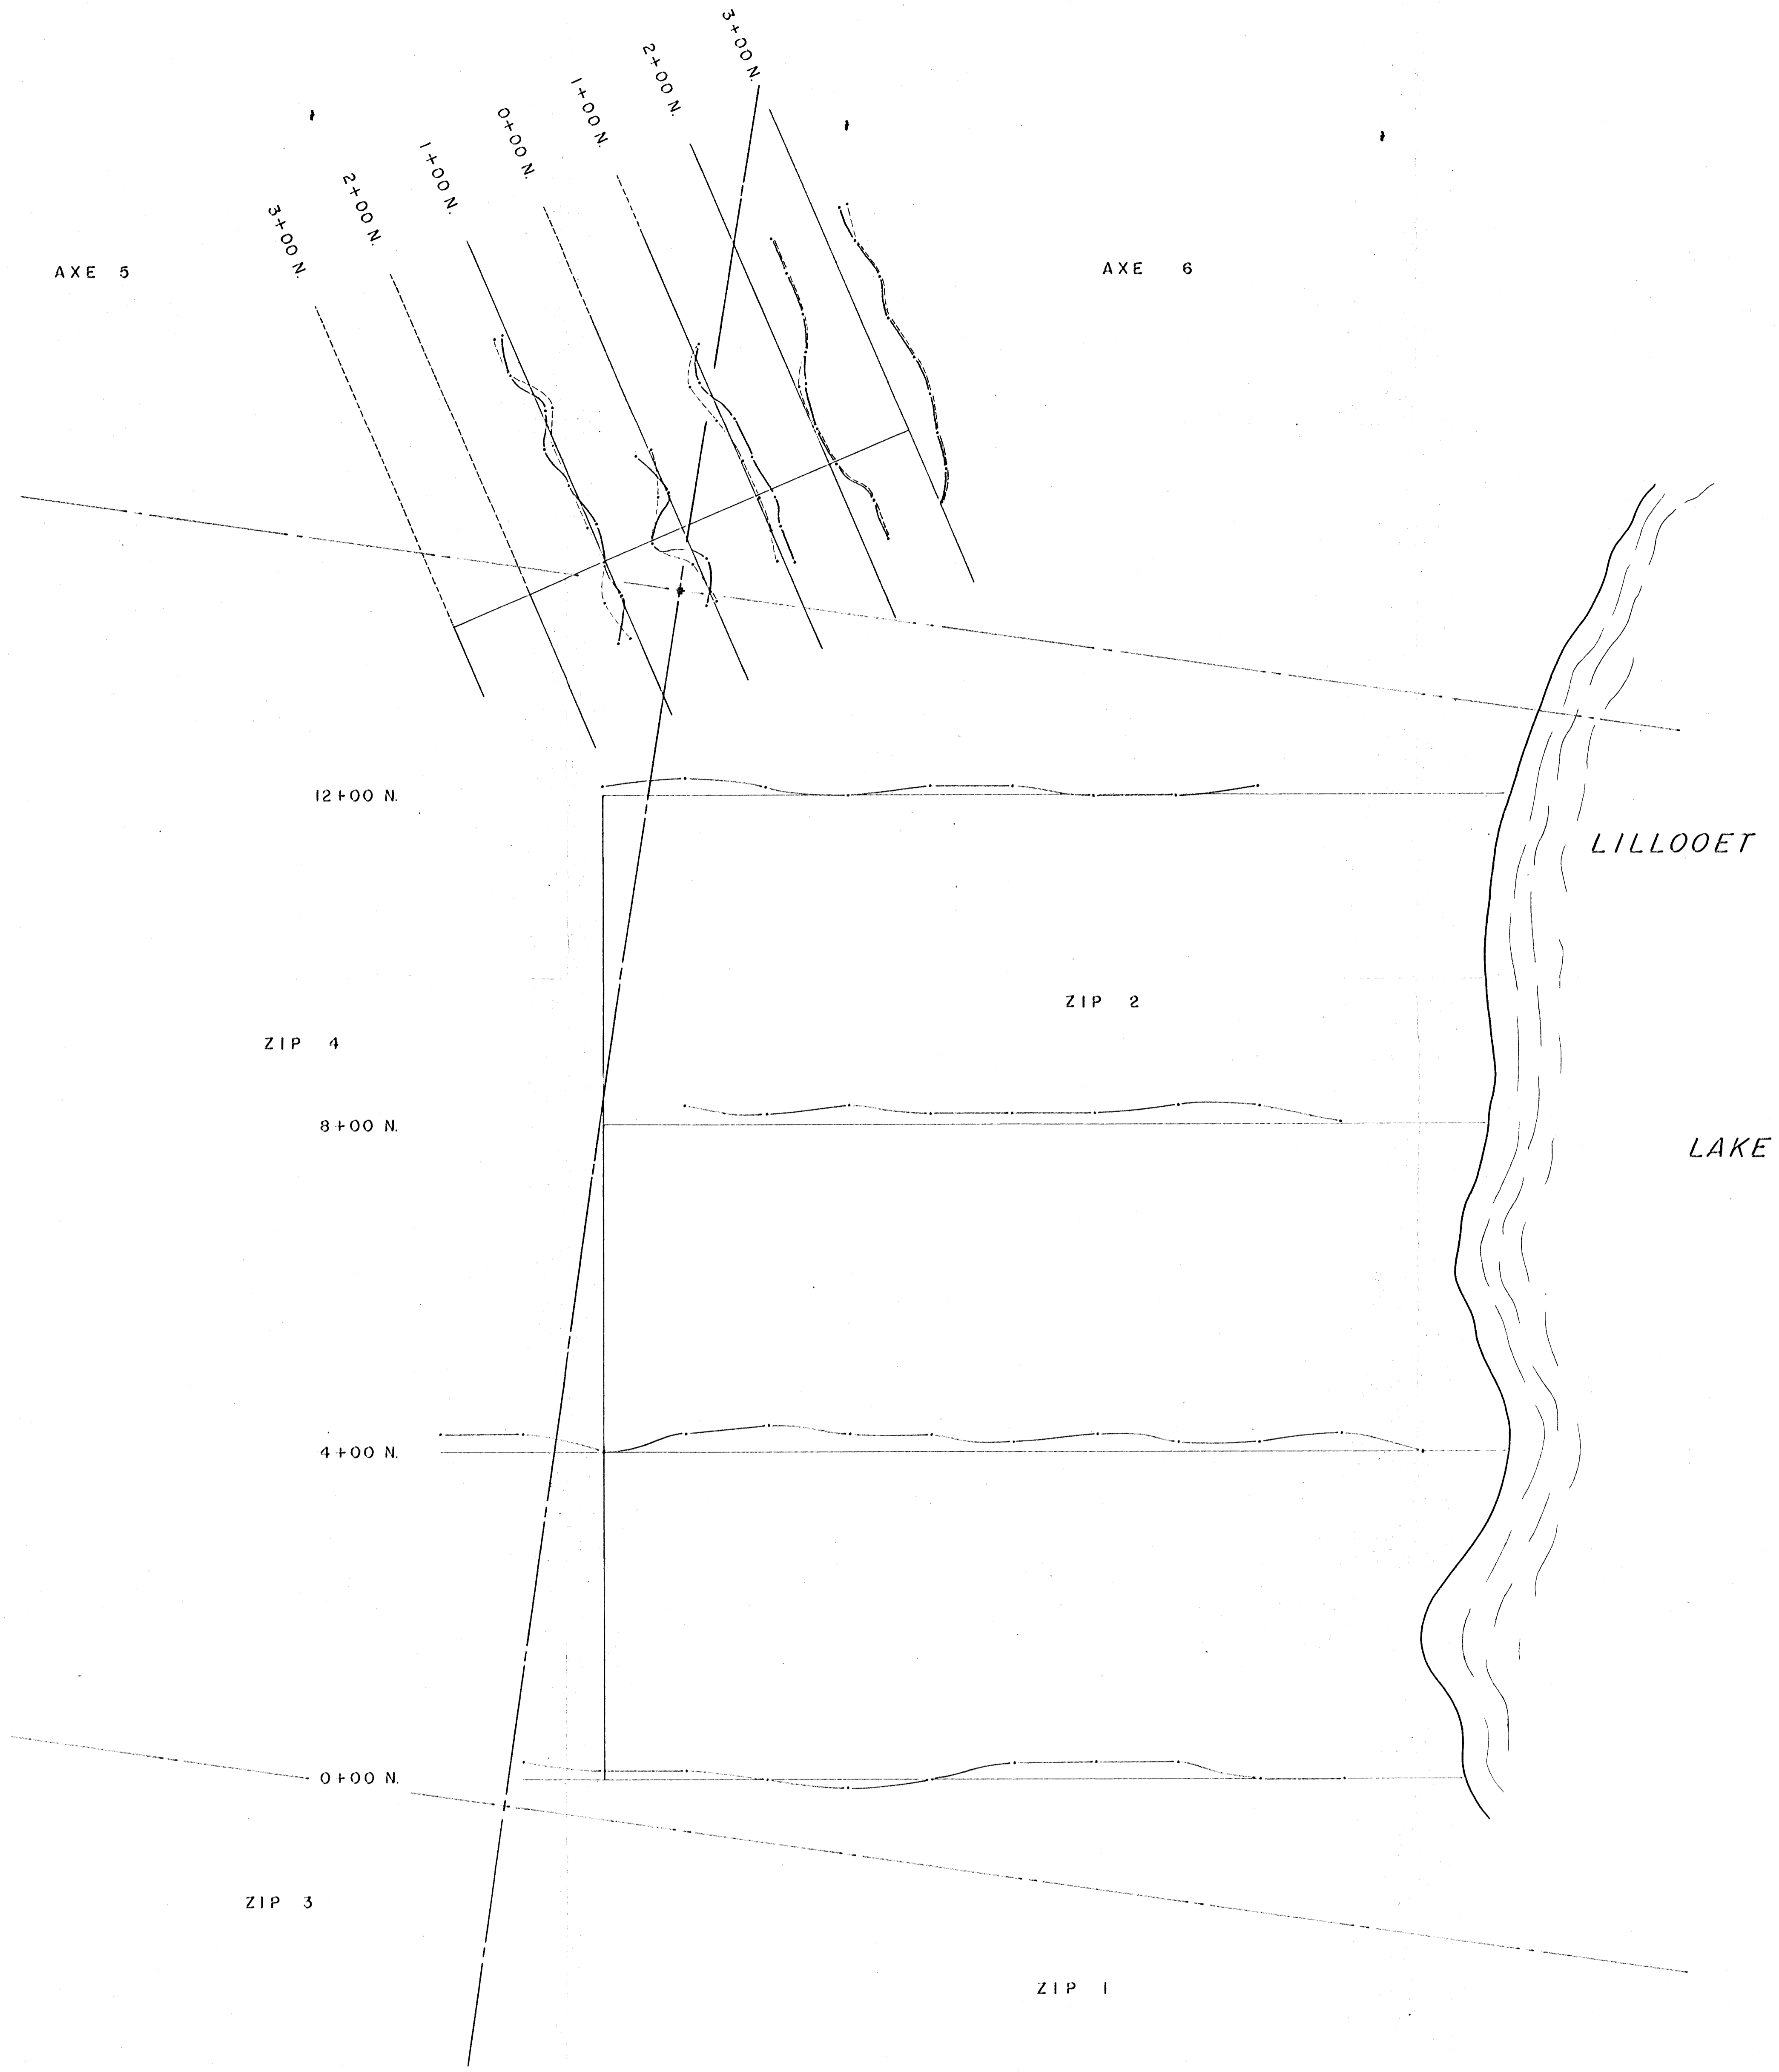 3+00 N.
2+00 N.
1+00 N.
0+00 N.
1+00 N.
2+00 N.
3+00 N.
AXE 5
AXE 6
12+00 N.
LILLOOET
ZIP 2
ZIP 4
8+00 N.
LAKE
4+00 N.
0+00 N.
ZIP 3
ZIP 1